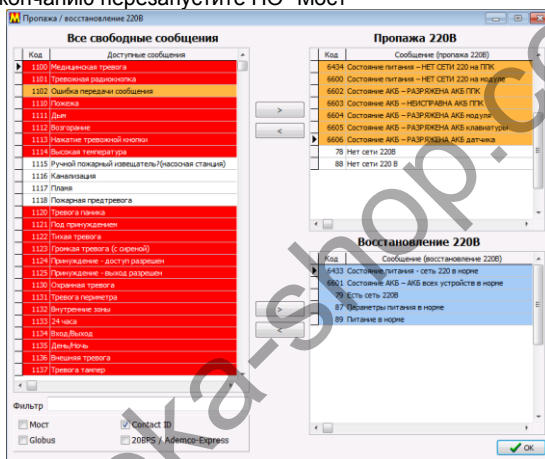 кончанию перезапустите ПО "Мост"
Пропажа / восстановление 220В
Все свободные сообщения
Код Доступные сообщения
1100 Медицинская тревога
1101 Тревожная радиокнопка
1102 Ошибка передачи сообщения
1110 Пожежа
1111 Дым
1112 Возгорание
1113 Нажатие тревожной кнопки
1114 Высокая температура
1115 Ручной пожарный извещатель?(насосная станция)
1116 Канализация
1117 Пламя
1118 Пожарная предтревога
1120 Тревога паника
1121 Под принуждением
1122 Тихая тревога
1123 Громкая тревога (с сиреной)
1124 Принуждение - доступ разрешен
1125 Принуждение - выход разрешен
1130 Охранная тревога
1131 Тревога периметра
1132 Внутренние зоны
1133 24 часа
1134 Вход/Выход
1135 День/Ночь
1136 Внешняя тревога
1137 Тревога тампер
Фильтр
Мост
Contact ID
Globus
20BPS / Ademco-Express
>
<
>
<
Пропажа 220В
Код Сообщение (пропажа 220В)
6434 Состояние питания – НЕТ СЕТИ 220 на ППК
6600 Состояние питания – НЕТ СЕТИ 220 на модуле
6602 Состояние АКБ – РАЗРЯЖЕНА АКБ ППК
6603 Состояние АКБ – НЕИСПРАВНА АКБ ППК
6604 Состояние АКБ – РАЗРЯЖЕНА АКБ модуля
6605 Состояние АКБ – РАЗРЯЖЕНА АКБ клавиатуры
6606 Состояние АКБ – РАЗРЯЖЕНА АКБ датчика
78 Нет сети 220В
88 Нет сети 220 В
Восстановление 220В
Код Сообщение (восстановление 220В)
6433 Состояние питания - сеть 220 в норме
6601 Состояние АКБ – АКБ всех устройств в норме
79 Есть сеть 220В
87 Параметры питания в норме
89 Питание в норме
OK